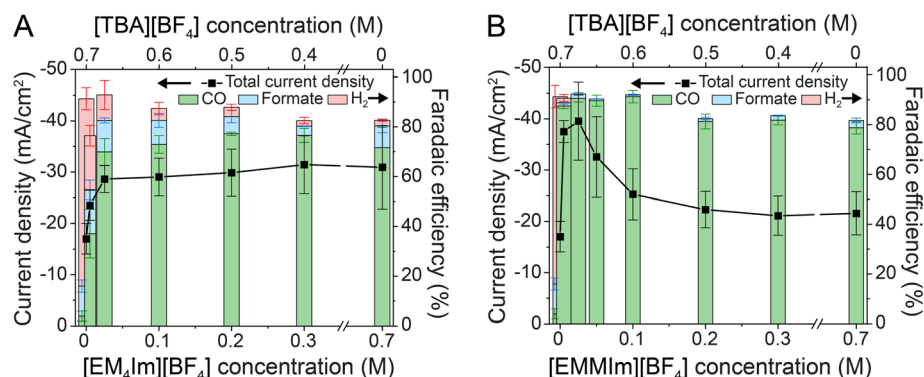 A
[TBA][BF4] concentration (M)
0.7 0.6 0.5 0.4 0
Current density (mA/cm²)
-50
-40
-30
-20
-10
0
Total current density
CO Formate H₂
100
80
60
40
20
0
Faradaic efficiency (%)
0 0.1 0.2 0.3 0.7
[EM₄Im][BF₄] concentration (M)
B
[TBA][BF₄] concentration (M)
0.7 0.6 0.5 0.4 0
Current density (mA/cm²)
-50
-40
-30
-20
-10
0
Total current density
CO Formate H₂
100
80
60
40
20
0
Faradaic efficiency (%)
0 0.1 0.2 0.3 0.7
[EMMIm][BF₄] concentration (M)